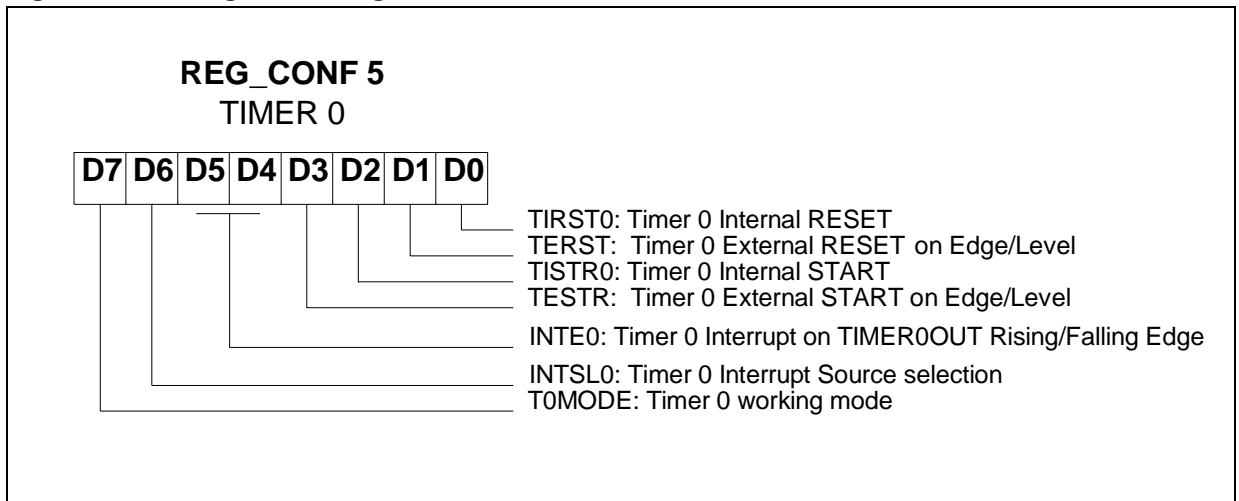 REG_CONF 5
TIMER 0
D7 D6 D5 D4 D3 D2 D1 D0
TIRST0: Timer 0 Internal RESET
TERST: Timer 0 External RESET on Edge/Level
TISTR0: Timer 0 Internal START
TESTR: Timer 0 External START on Edge/Level
INTE0: Timer 0 Interrupt on TIMER0OUT Rising/Falling Edge
INTSL0: Timer 0 Interrupt Source selection
T0MODE: Timer 0 working mode